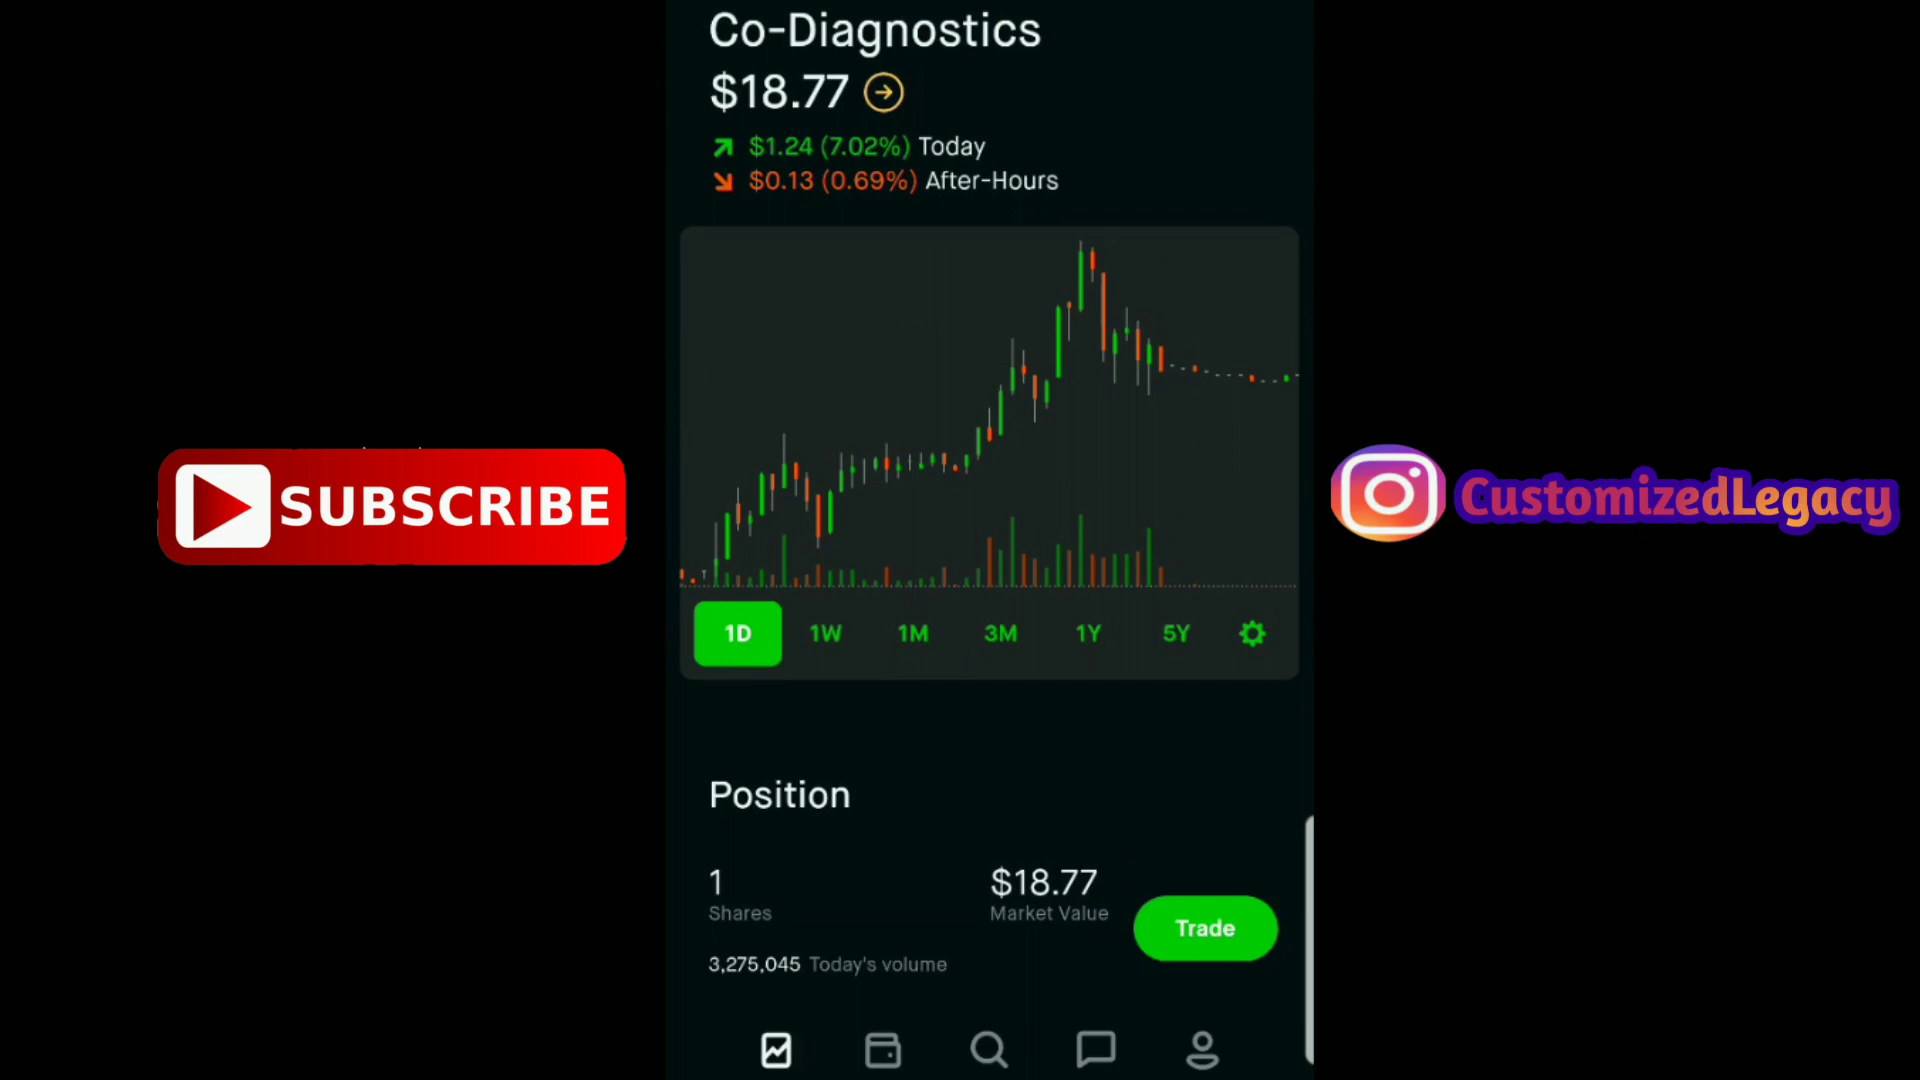 Co-Diagnostics
$18.77
$1.24 (7.02%) Today
$0.13 (0.69%) After-Hours
SUBSCRIBE
CustomizedLegacy
1D 1W 1M 3M 1Y 5Y
Position
1 $18.77
Shares Market Value
Trade
3,275,045 Today's volume